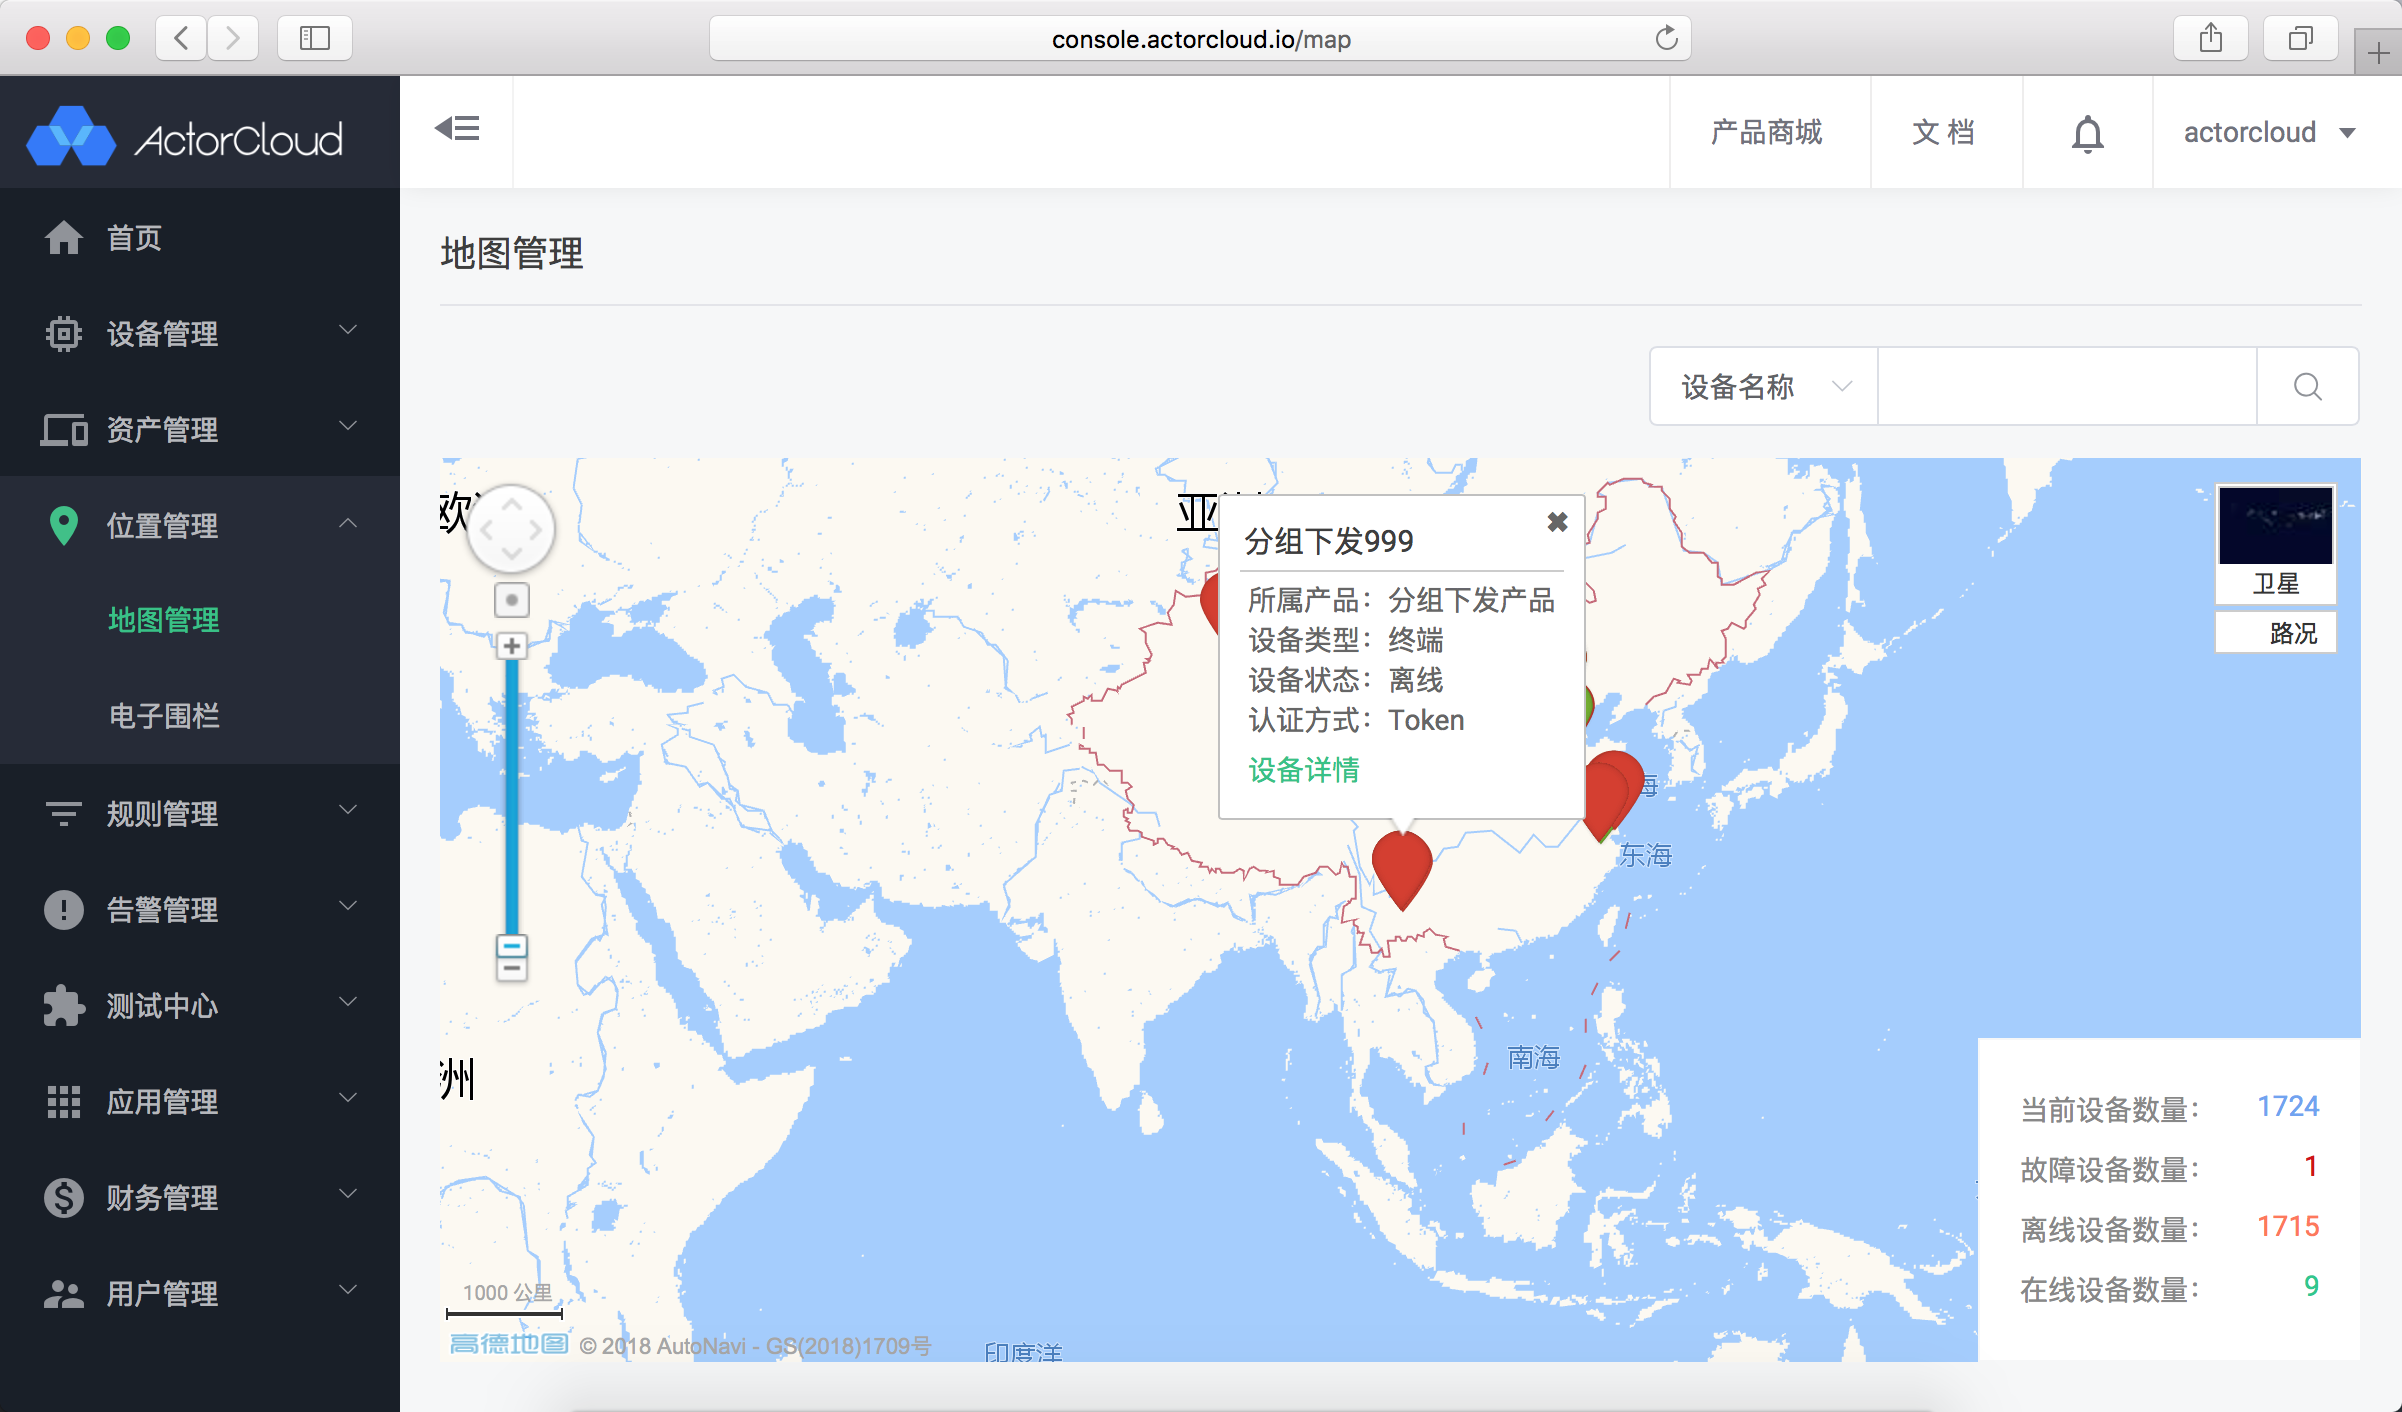 console.actorcloud.io/map
ActorCloud
产品商城
文 档
actorcloud
首页
设备管理
资产管理
位置管理
地图管理
电子围栏
规则管理
告警管理
测试中心
应用管理
财务管理
用户管理
地图管理
设备名称
欧
亚
分组下发999
所属产品：分组下发产品
设备类型：终端
设备状态：离线
认证方式：Token
设备详情
卫星
路况
海
东海
南海
洲
印度洋
当前设备数量： 1724
故障设备数量： 1
离线设备数量： 1715
在线设备数量： 9
1000 公里
高德地图 © 2018 AutoNavi - GS(2018)1709号